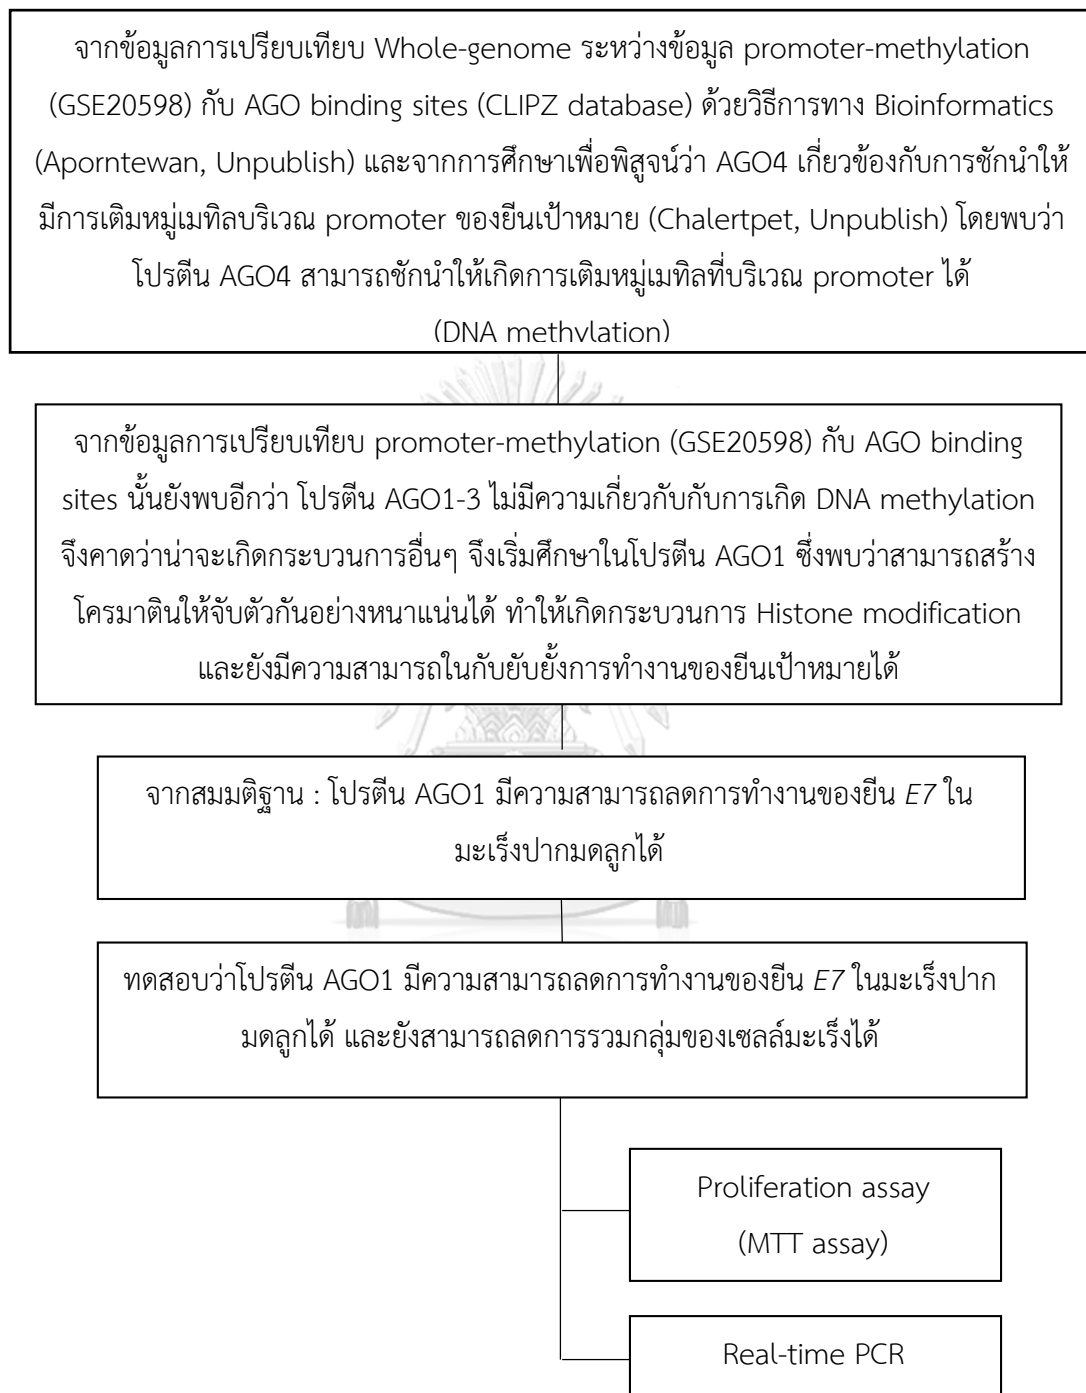 จากข้อมูลการเปรียบเทียบ Whole-genome ระหว่างข้อมูล promoter-methylation
(GSE20598) กับ AGO binding sites (CLIPZ database) ด้วยวิธีการทาง Bioinformatics
(Aporntewan, Unpublish) และจากการศึกษาเพื่อพิสูจน์ว่า AGO4 เกี่ยวข้องกับการชักนำให้
มีการเติมหมู่เมทิลบริเวณ promoter ของยีนเป้าหมาย (Chalertpet, Unpublish) โดยพบว่า
โปรตีน AGO4 สามารถชักนำให้เกิดการเติมหมู่เมทิลที่บริเวณ promoter ได้
(DNA methylation)
จากข้อมูลการเปรียบเทียบ promoter-methylation (GSE20598) กับ AGO binding
sites นั้นยังพบอีกว่า โปรตีน AGO1-3 ไม่มีความเกี่ยวกับกับการเกิด DNA methylation
จึงคาดว่าน่าจะเกิดกระบวนการอื่นๆ จึงเริ่มศึกษาในโปรตีน AGO1 ซึ่งพบว่าสามารถสร้าง
โครมาตินให้จับตัวกันอย่างหนาแน่นได้ ทำให้เกิดกระบวนการ Histone modification
และยังมีความสามารถในกับยับยั้งการทำงานของยีนเป้าหมายได้
จากสมมติฐาน : โปรตีน AGO1 มีความสามารถลดการทำงานของยีน E7 ใน
มะเร็งปากมดลูกได้
ทดสอบว่าโปรตีน AGO1 มีความสามารถลดการทำงานของยีน E7 ในมะเร็งปาก
มดลูกได้ และยังสามารถลดการรวมกลุ่มของเซลล์มะเร็งได้
Proliferation assay
(MTT assay)
Real-time PCR